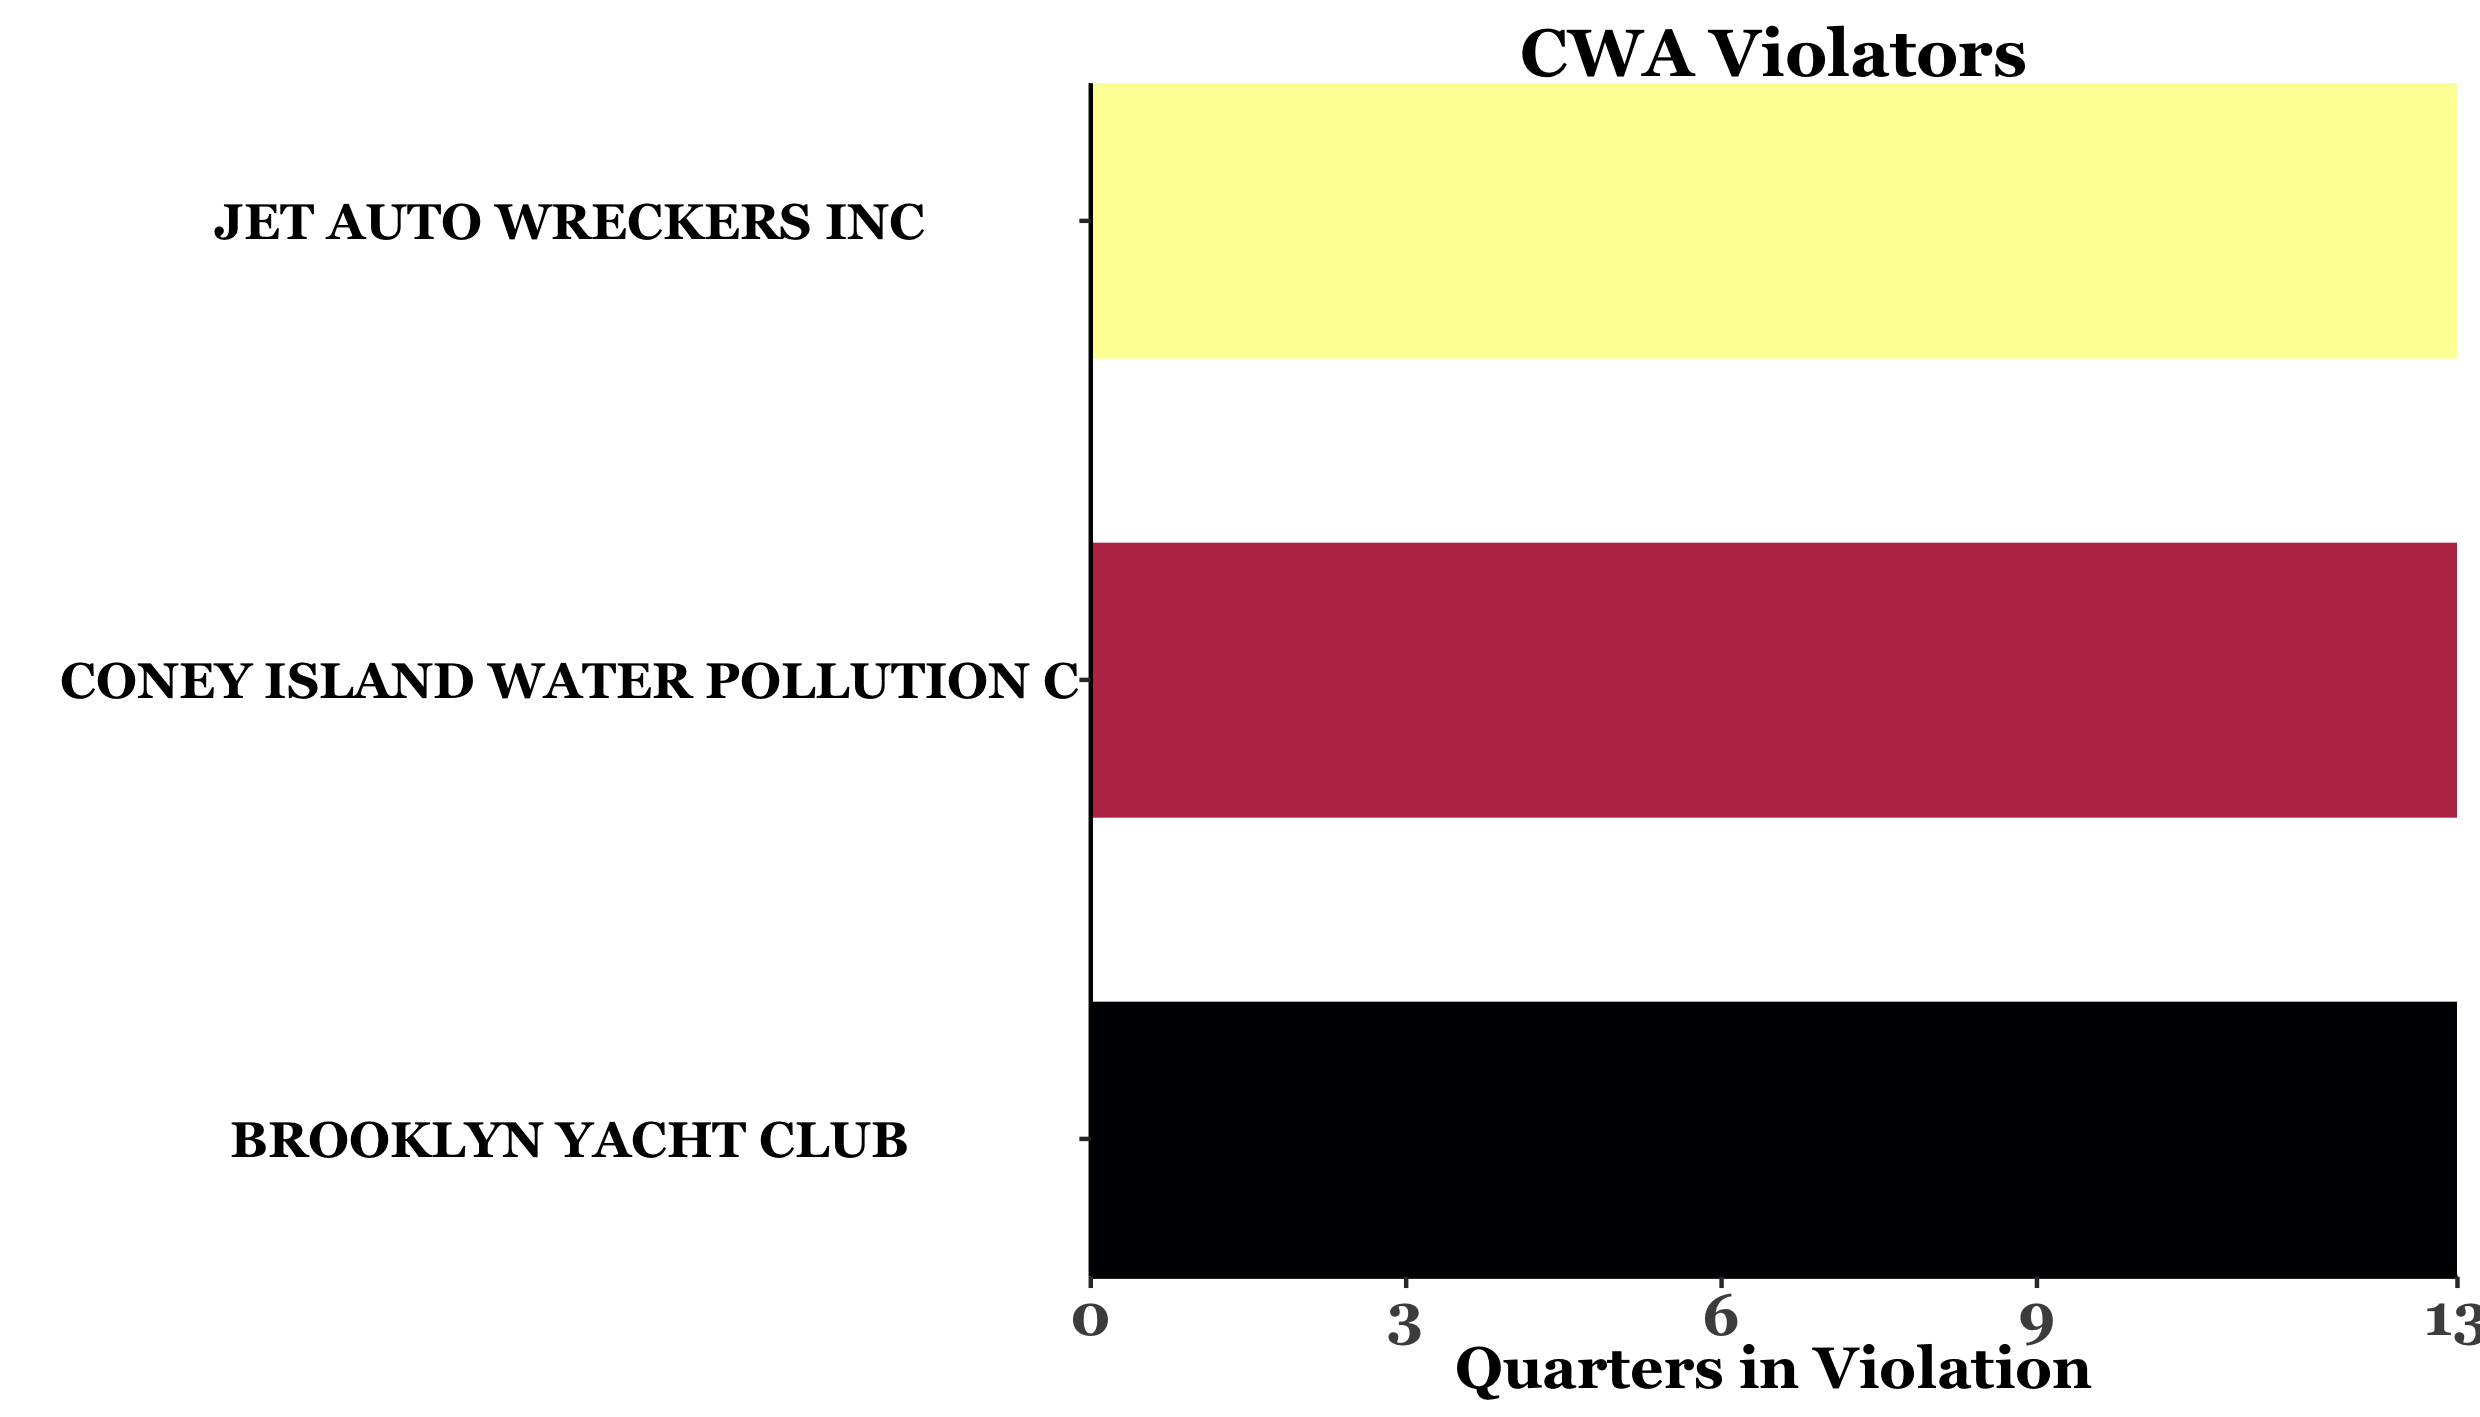 CWA Violators
JET AUTO WRECKERS INC
CONEY ISLAND WATER POLLUTION C
BROOKLYN YACHT CLUB
0 3 6 9 13
Quarters in Violation